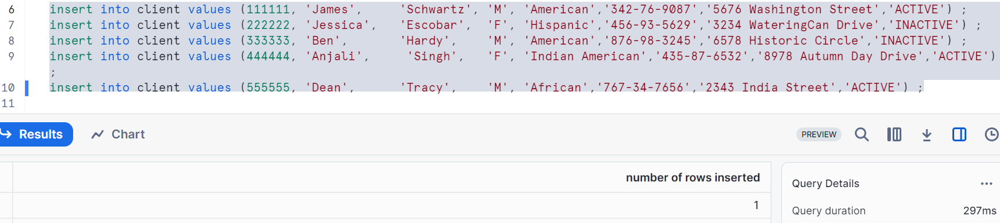 6 insert into client values (111111, 'James', 'Schwartz', 'M', 'American','342-76-9087','5676 Washington Street','ACTIVE') ;
7 insert into client values (222222, 'Jessica', 'Escobar', 'F', 'Hispanic','456-93-5629','3234 WateringCan Drive','INACTIVE') ;
8 insert into client values (333333, 'Ben', 'Hardy', 'M', 'American','876-98-3245','6578 Historic Circle','INACTIVE') ;
9 insert into client values (444444, 'Anjali', 'Singh', 'F', 'Indian American','435-87-6532','8978 Autumn Day Drive','ACTIVE')
;
10 insert into client values (555555, 'Dean', 'Tracy', 'M', 'African','767-34-7656','2343 India Street','ACTIVE') ;
11
Results Chart PREVIEW
number of rows inserted
1
Query Details ...
Query duration 297ms